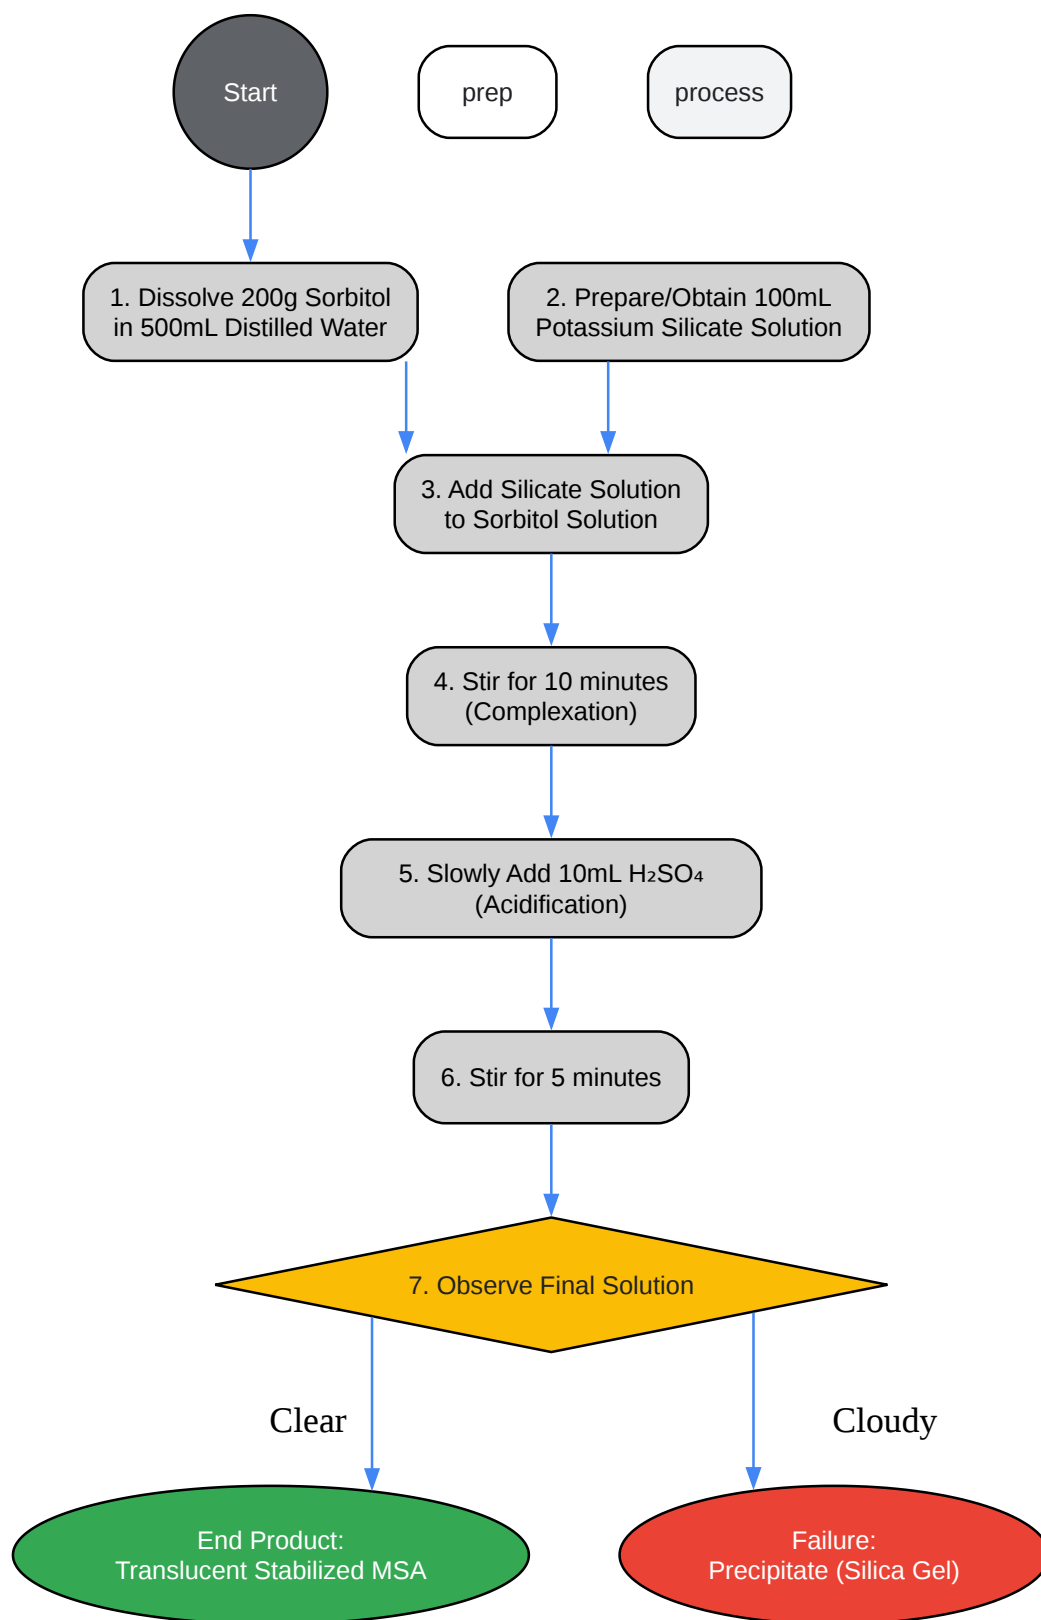 Start
prep
process
1. Dissolve 200g Sorbitol
in 500mL Distilled Water
2. Prepare/Obtain 100mL
Potassium Silicate Solution
3. Add Silicate Solution
to Sorbitol Solution
4. Stir for 10 minutes
(Complexation)
5. Slowly Add 10mL H₂SO₄
(Acidification)
6. Stir for 5 minutes
7. Observe Final Solution
Clear
Cloudy
End Product:
Translucent Stabilized MSA
Failure:
Precipitate (Silica Gel)